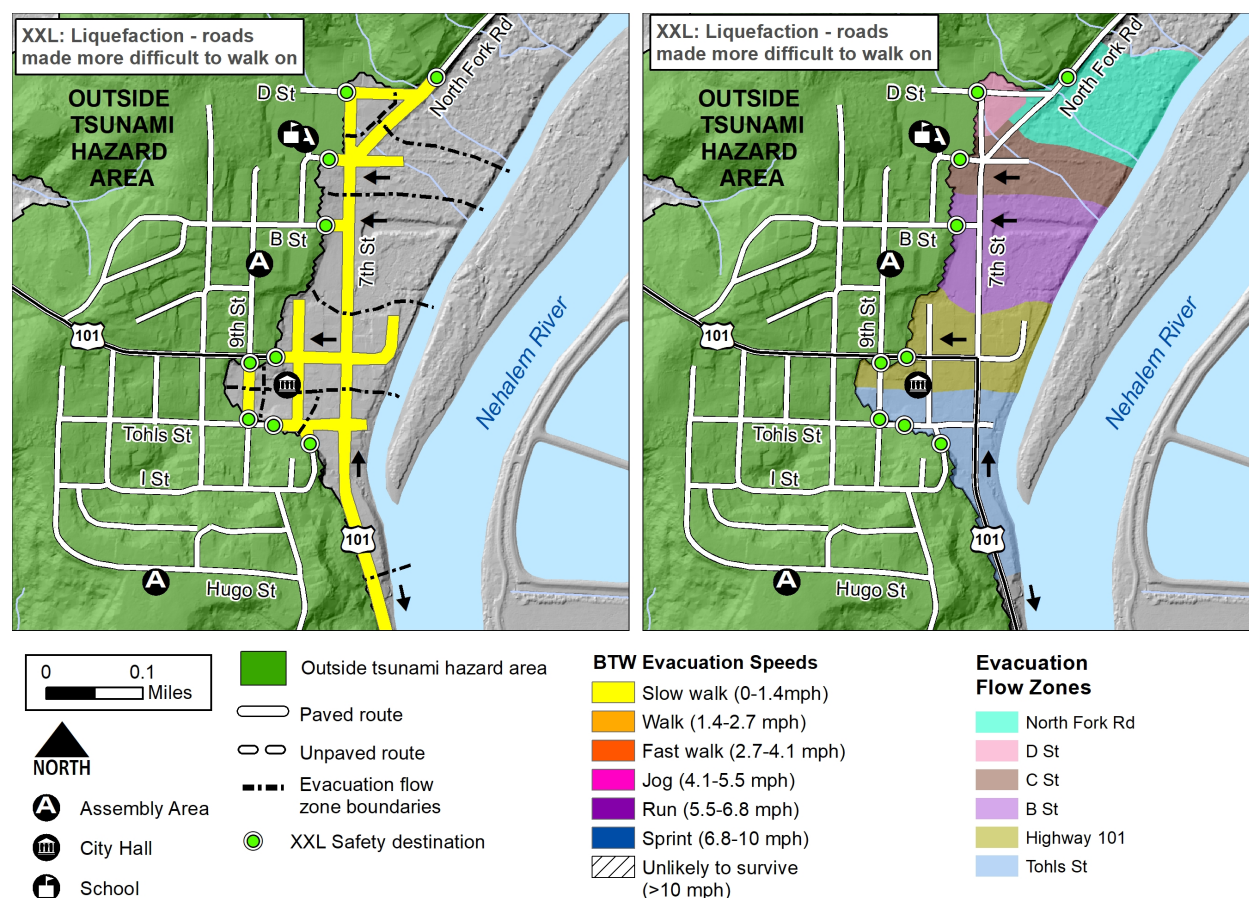 XXL: Liquefaction - roads
made more difficult to walk on
OUTSIDE
TSUNAMI
HAZARD
AREA
D St
North Fork Rd
A
B St
7th St
A
9th St
101
Nehalem River
Tohls St
I St
101
A
Hugo St
XXL: Liquefaction - roads
made more difficult to walk on
OUTSIDE
TSUNAMI
HAZARD
AREA
D St
North Fork Rd
A
B St
7th St
A
9th St
101
Nehalem River
Tohls St
I St
101
A
Hugo St
0 0.1
Miles
NORTH
A Assembly Area
City Hall
School
Outside tsunami hazard area
Paved route
Unpaved route
Evacuation flow
zone boundaries
XXL Safety destination
BTW Evacuation Speeds
Slow walk (0-1.4mph)
Walk (1.4-2.7 mph)
Fast walk (2.7-4.1 mph)
Jog (4.1-5.5 mph)
Run (5.5-6.8 mph)
Sprint (6.8-10 mph)
Unlikely to survive
(>10 mph)
Evacuation
Flow Zones
North Fork Rd
D St
C St
B St
Highway 101
Tohls St